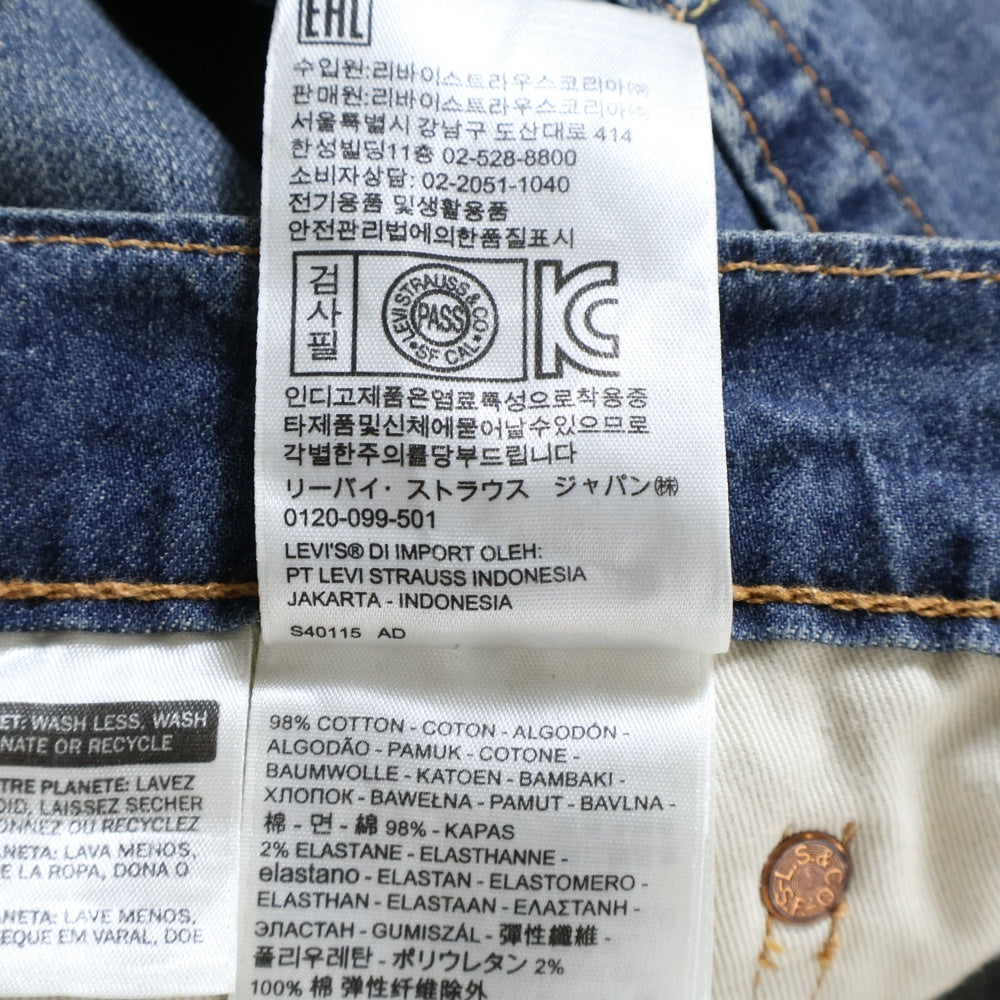 EAC
수입원:리바이스트라우스코리아㈜
판매원:리바이스트라우스코리아㈜
서울특별시 강남구 도산대로 414
한성빌딩11층 02-528-8800
소비자상담: 02-2051-1040
전기용품 및생활용품
안전관리법에의한품질표시
검사필
LEVI STRAUSS & CO
PASS
SF CAL
KC
인디고제품은염료특성으로착용중
타제품및신체에묻어날수있으므로
각별한주의를당부드립니다
リーバイ・ストラウス ジャパン㈱
0120-099-501
LEVI'S® DI IMPORT OLEH:
PT LEVI STRAUSS INDONESIA
JAKARTA - INDONESIA
S40115 AD
ET: WASH LESS, WASH
NATE OR RECYCLE
TRE PLANETE: LAVEZ
OID, LAISSEZ SECHER
ONNEZ OU RECYCLEZ
ANETA: LAVA MENOS,
E LA ROPA, DONA O
ANETA: LAVE MENOS,
EQUE EM VARAL, DOE
98% COTTON - COTON - ALGODÓN -
ALGODÃO - PAMUK - COTONE -
BAUMWOLLE - KATOEN - BAMBAKI -
ХЛОПОК - BAWEŁNA - PAMUT - BAVLNA -
棉 - 면 - 綿 98% - KAPAS
2% ELASTANE - ELASTHANNE -
elastano - ELASTAN - ELASTOMERO -
ELASTHAN - ELASTAAN - ΕΛΑΣΤΑΝΗ -
ЭЛАСТАН - GUMISZÁL - 彈性纖維 -
폴리우레탄 - ポリウレタン 2%
100% 棉 弹性纤维除外
L.S.& CO SF